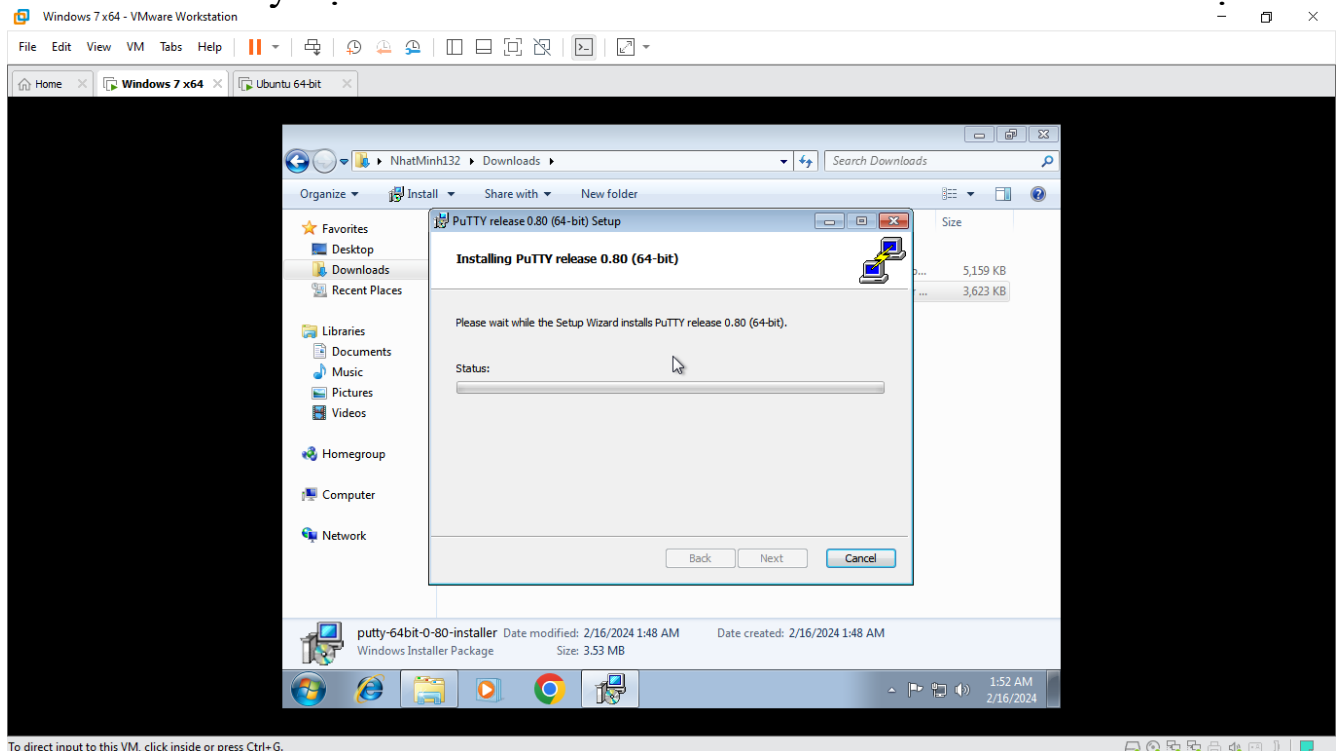 Windows 7 x64 - VMware Workstation
File Edit View VM Tabs Help
Home
Windows 7 x64
Ubuntu 64-bit
NhatMinh132 Downloads
Search Downloads
Organize Install Share with New folder
Favorites
Desktop
Downloads
Recent Places
Libraries
Documents
Music
Pictures
Videos
Homegroup
Computer
Network
PuTTY release 0.80 (64-bit) Setup
Installing PuTTY release 0.80 (64-bit)
Please wait while the Setup Wizard installs PuTTY release 0.80 (64-bit).
Status:
Back Next Cancel
Size
5,159 KB
... 3,623 KB
putty-64bit-0-80-installer Date modified: 2/16/2024 1:48 AM Date created: 2/16/2024 1:48 AM
Windows Installer Package Size: 3.53 MB
1:52 AM
2/16/2024
To direct input to this VM, click inside or press Ctrl+G.